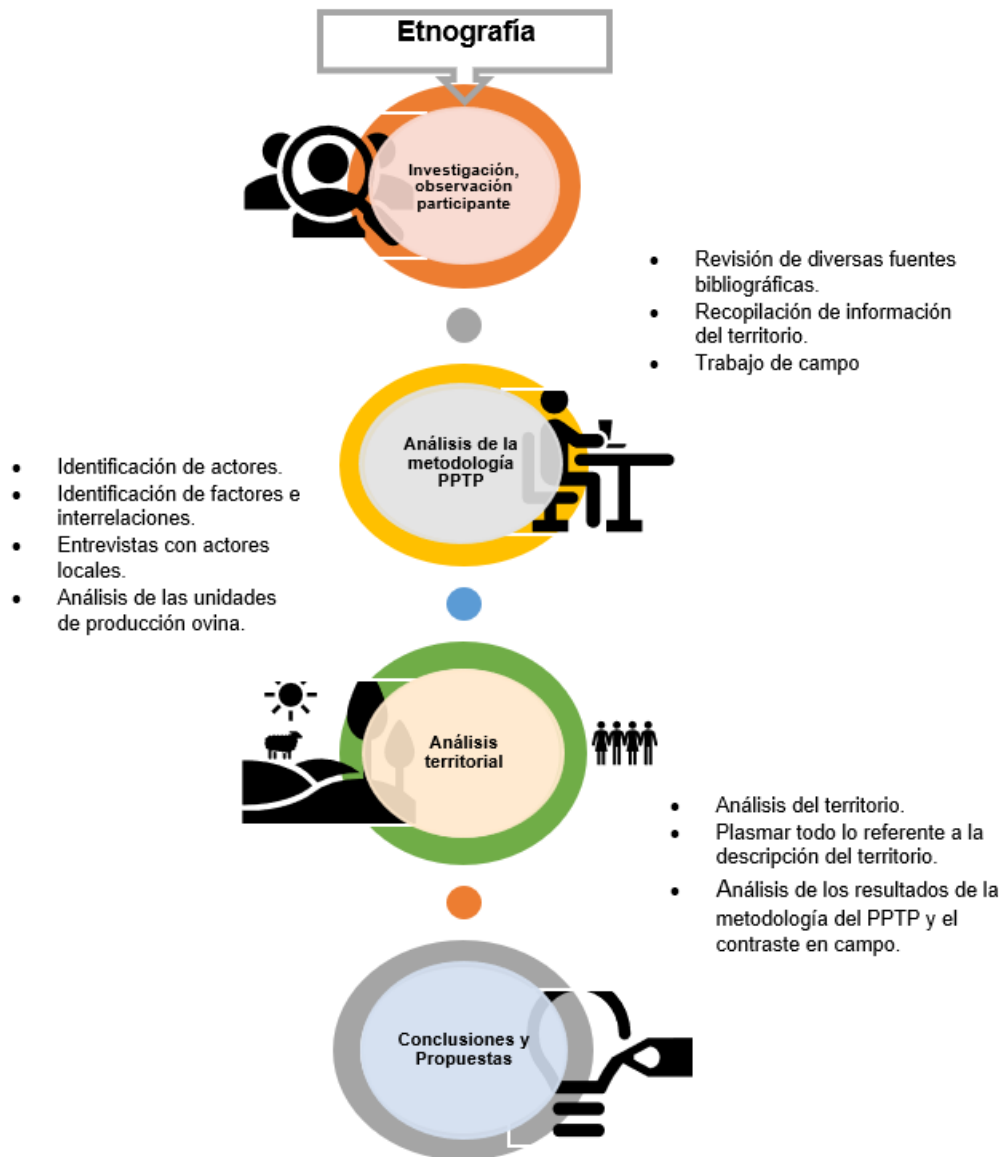 Etnografía
Investigación,
observación
participante
• Revisión de diversas fuentes
bibliográficas.
• Recopilación de información
del territorio.
• Trabajo de campo
Análisis de la
metodología
PPTP
• Identificación de actores.
• Identificación de factores e
interrelaciones.
• Entrevistas con actores
locales.
• Análisis de las unidades
de producción ovina.
Análisis
territorial
• Análisis del territorio.
• Plasmar todo lo referente a la
descripción del territorio.
• Análisis de los resultados de la
metodología del PPTP y el
contraste en campo.
Conclusiones y
Propuestas